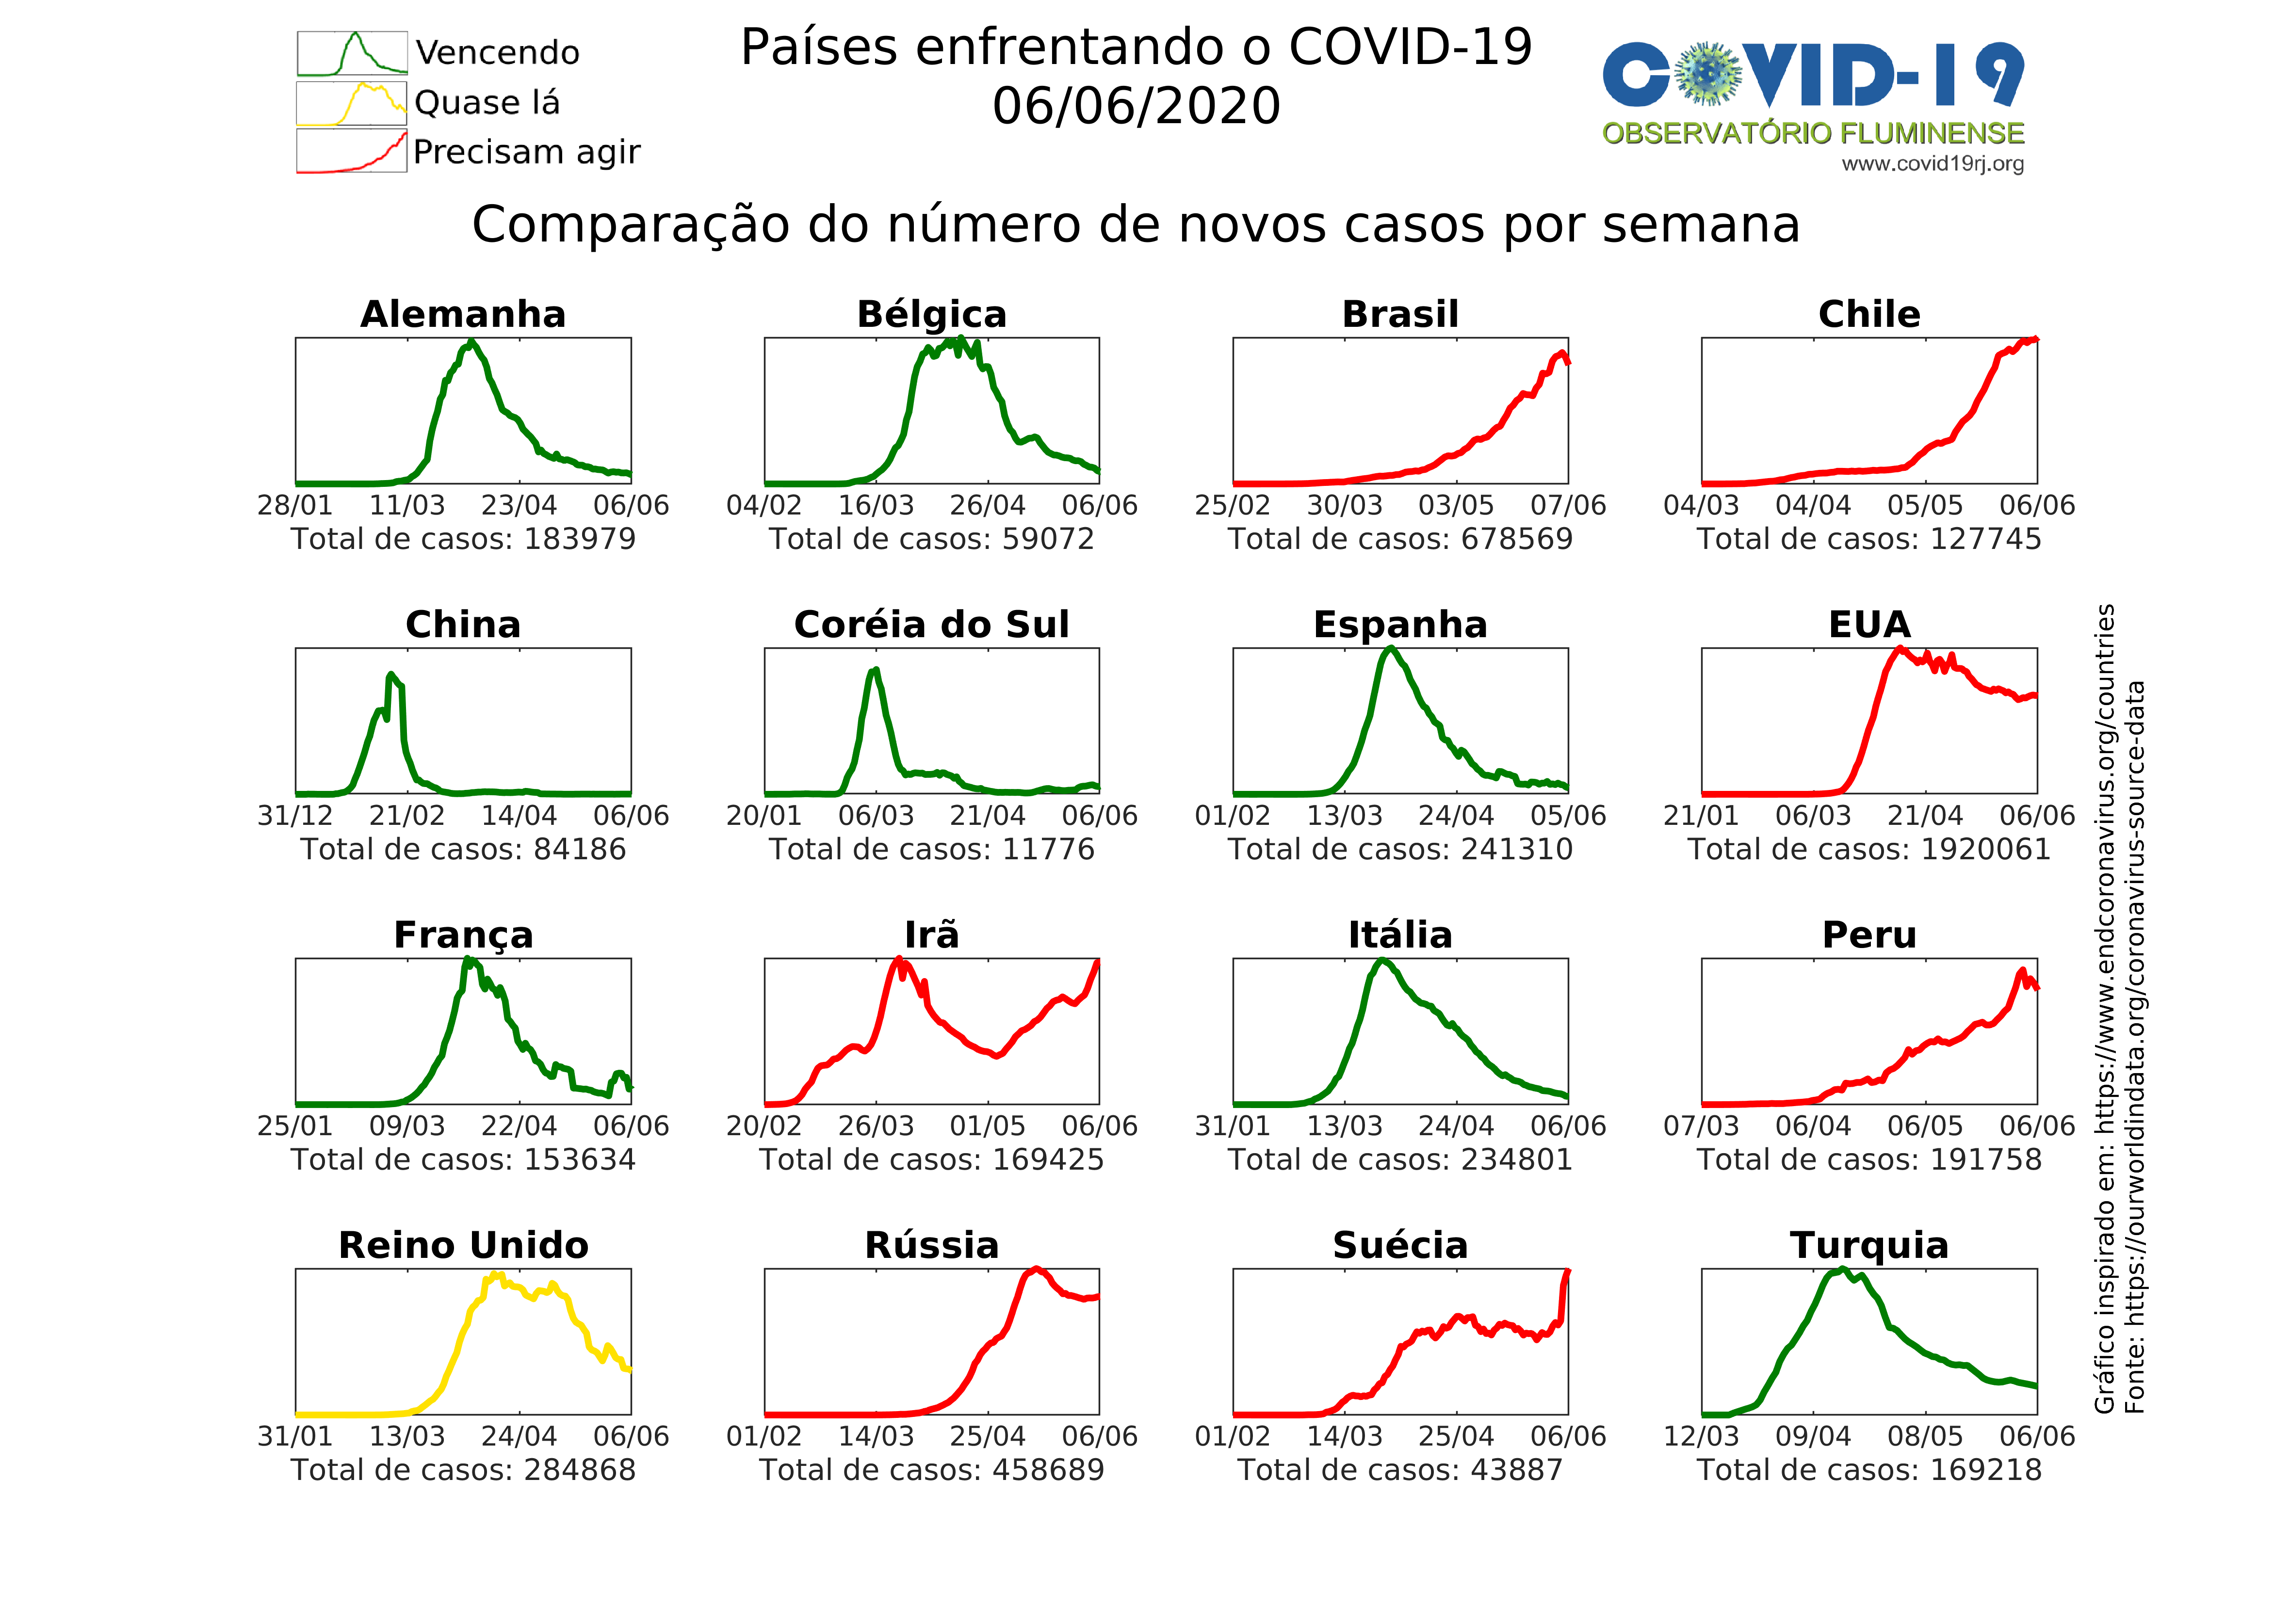 Vencendo
Quase lá
Precisam agir
Países enfrentando o COVID-19
06/06/2020
COVID-19
OBSERVATÓRIO FLUMINENSE
www.covid19rj.org
Comparação do número de novos casos por semana
Alemanha
28/01 11/03 23/04 06/06
Total de casos: 183979
Bélgica
04/02 16/03 26/04 06/06
Total de casos: 59072
Brasil
25/02 30/03 03/05 07/06
Total de casos: 678569
Chile
04/03 04/04 05/05 06/06
Total de casos: 127745
China
31/12 21/02 14/04 06/06
Total de casos: 84186
Coréia do Sul
20/01 06/03 21/04 06/06
Total de casos: 11776
Espanha
01/02 13/03 24/04 05/06
Total de casos: 241310
EUA
21/01 06/03 21/04 06/06
Total de casos: 1920061
França
25/01 09/03 22/04 06/06
Total de casos: 153634
Irã
20/02 26/03 01/05 06/06
Total de casos: 169425
Itália
31/01 13/03 24/04 06/06
Total de casos: 234801
Peru
07/03 06/04 06/05 06/06
Total de casos: 191758
Reino Unido
31/01 13/03 24/04 06/06
Total de casos: 284868
Rússia
01/02 14/03 25/04 06/06
Total de casos: 458689
Suécia
01/02 14/03 25/04 06/06
Total de casos: 43887
Turquia
12/03 09/04 08/05 06/06
Total de casos: 169218
Gráfico inspirado em: https://www.endcoronavirus.org/countries
Fonte: https://ourworldindata.org/coronavirus-source-data